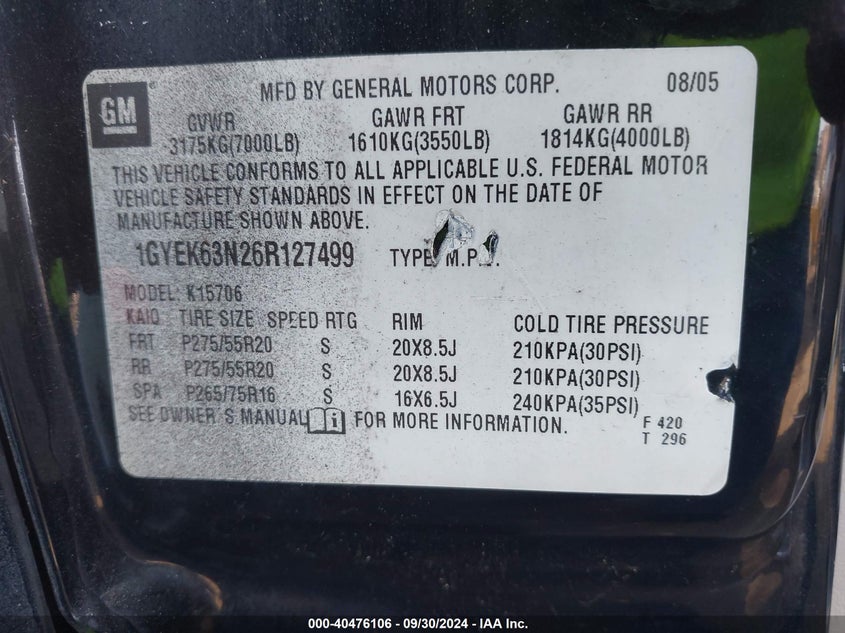 GM
MFD BY GENERAL MOTORS CORP. 08/05
GVWR GAWR FRT GAWR RR
3175KG(7000LB) 1610KG(3550LB) 1814KG(4000LB)
THIS VEHICLE CONFORMS TO ALL APPLICABLE U.S. FEDERAL MOTOR
VEHICLE SAFETY STANDARDS IN EFFECT ON THE DATE OF
MANUFACTURE SHOWN ABOVE.
1GYEK63N26R127499 TYPE M.P.
MODEL: K15706
KAIO TIRE SIZE SPEED RTG RIM COLD TIRE PRESSURE
FRT P275/55R20 S 20X8.5J 210KPA(30PSI)
RR P275/55R20 S 20X8.5J 210KPA(30PSI)
SPA P265/75R16 S 16X6.5J 240KPA(35PSI)
SEE OWNER'S MANUAL FOR MORE INFORMATION.
F 420
T 296
000-40476106 - 09/30/2024 - IAA Inc.